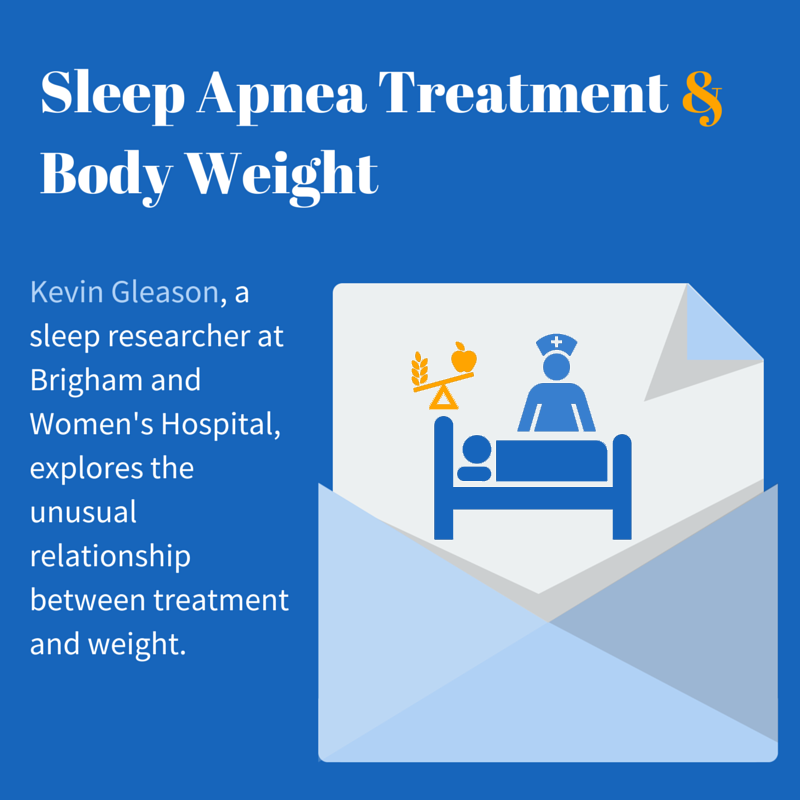 Sleep Apnea Treatment &
Body Weight
Kevin Gleason, a
sleep researcher at
Brigham and
Women's Hospital,
explores the
unusual
relationship
between treatment
and weight.